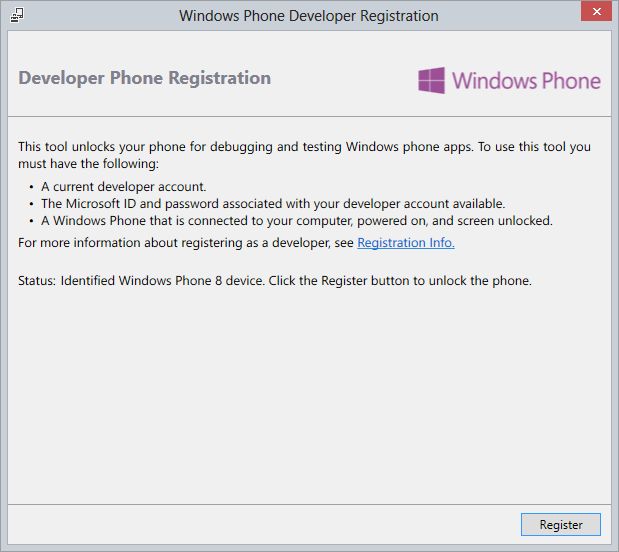 Windows Phone Developer Registration
Developer Phone Registration
Windows Phone
This tool unlocks your phone for debugging and testing Windows phone apps. To use this tool you
must have the following:
• A current developer account.
• The Microsoft ID and password associated with your developer account available.
• A Windows Phone that is connected to your computer, powered on, and screen unlocked.
For more information about registering as a developer, see Registration Info.
Status: Identified Windows Phone 8 device. Click the Register button to unlock the phone.
Register